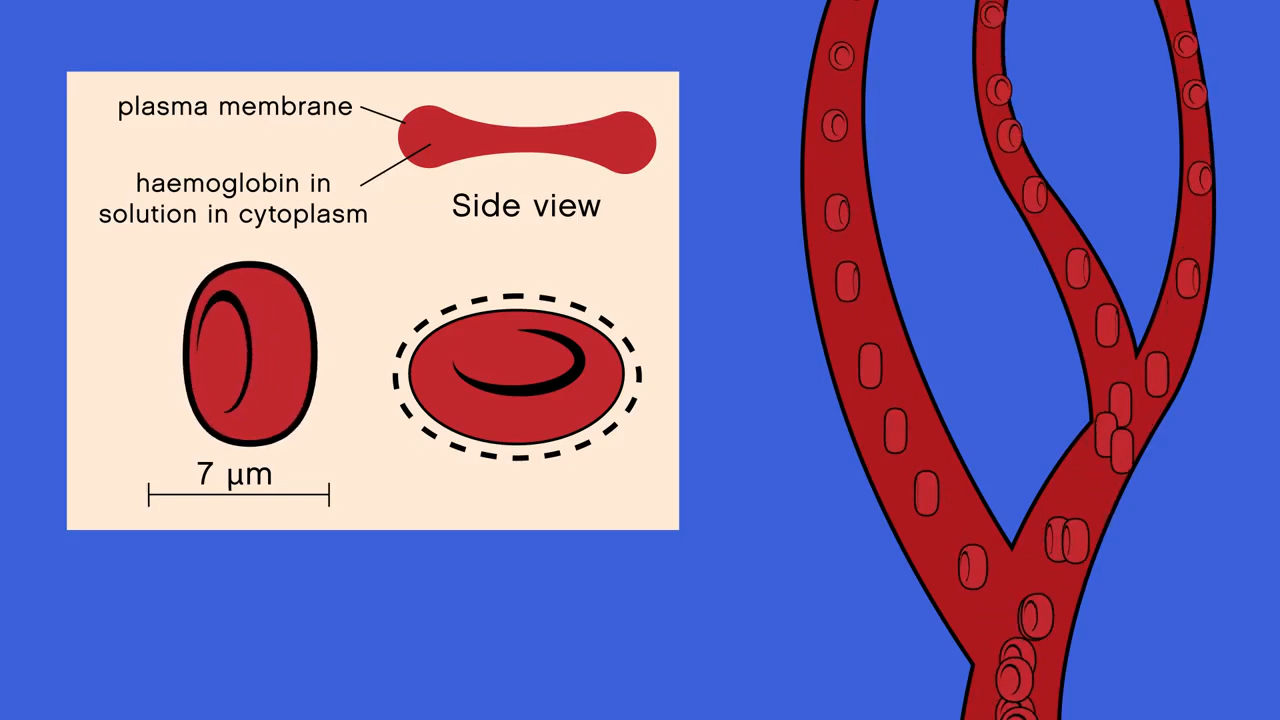 plasma membrane
haemoglobin in
solution in cytoplasm
Side view
7 µm